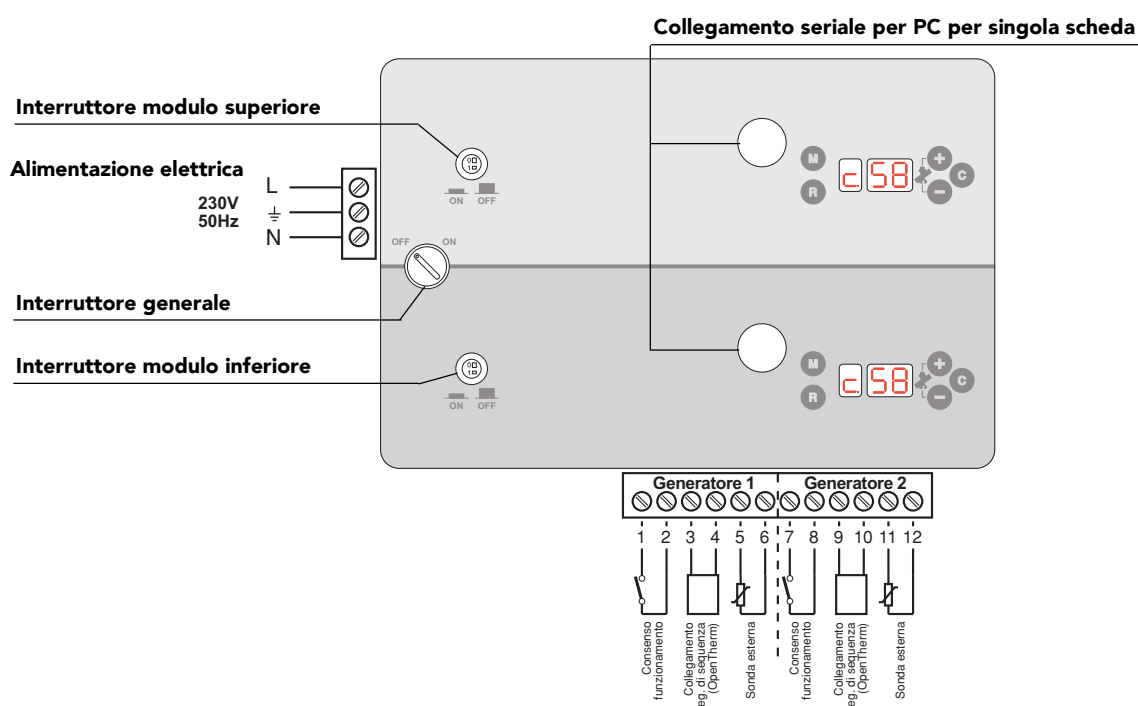 Collegamento seriale per PC per singola scheda
Interruttore modulo superiore
Alimentazione elettrica
L
230V
50Hz
N
ON OFF
M
R
c.58
+
-
C
OFF ON
Interruttore generale
Interruttore modulo inferiore
ON OFF
M
R
c.58
+
-
C
Generatore 1 Generatore 2
1 2 3 4 5 6 7 8 9 10 11 12
Consenso
funzionamento
Collegamento
eg. di sequenza
(OpenTherm)
Sonda esterna
Consenso
funzionamento
Collegamento
eg. di sequenza
(OpenTherm)
Sonda esterna